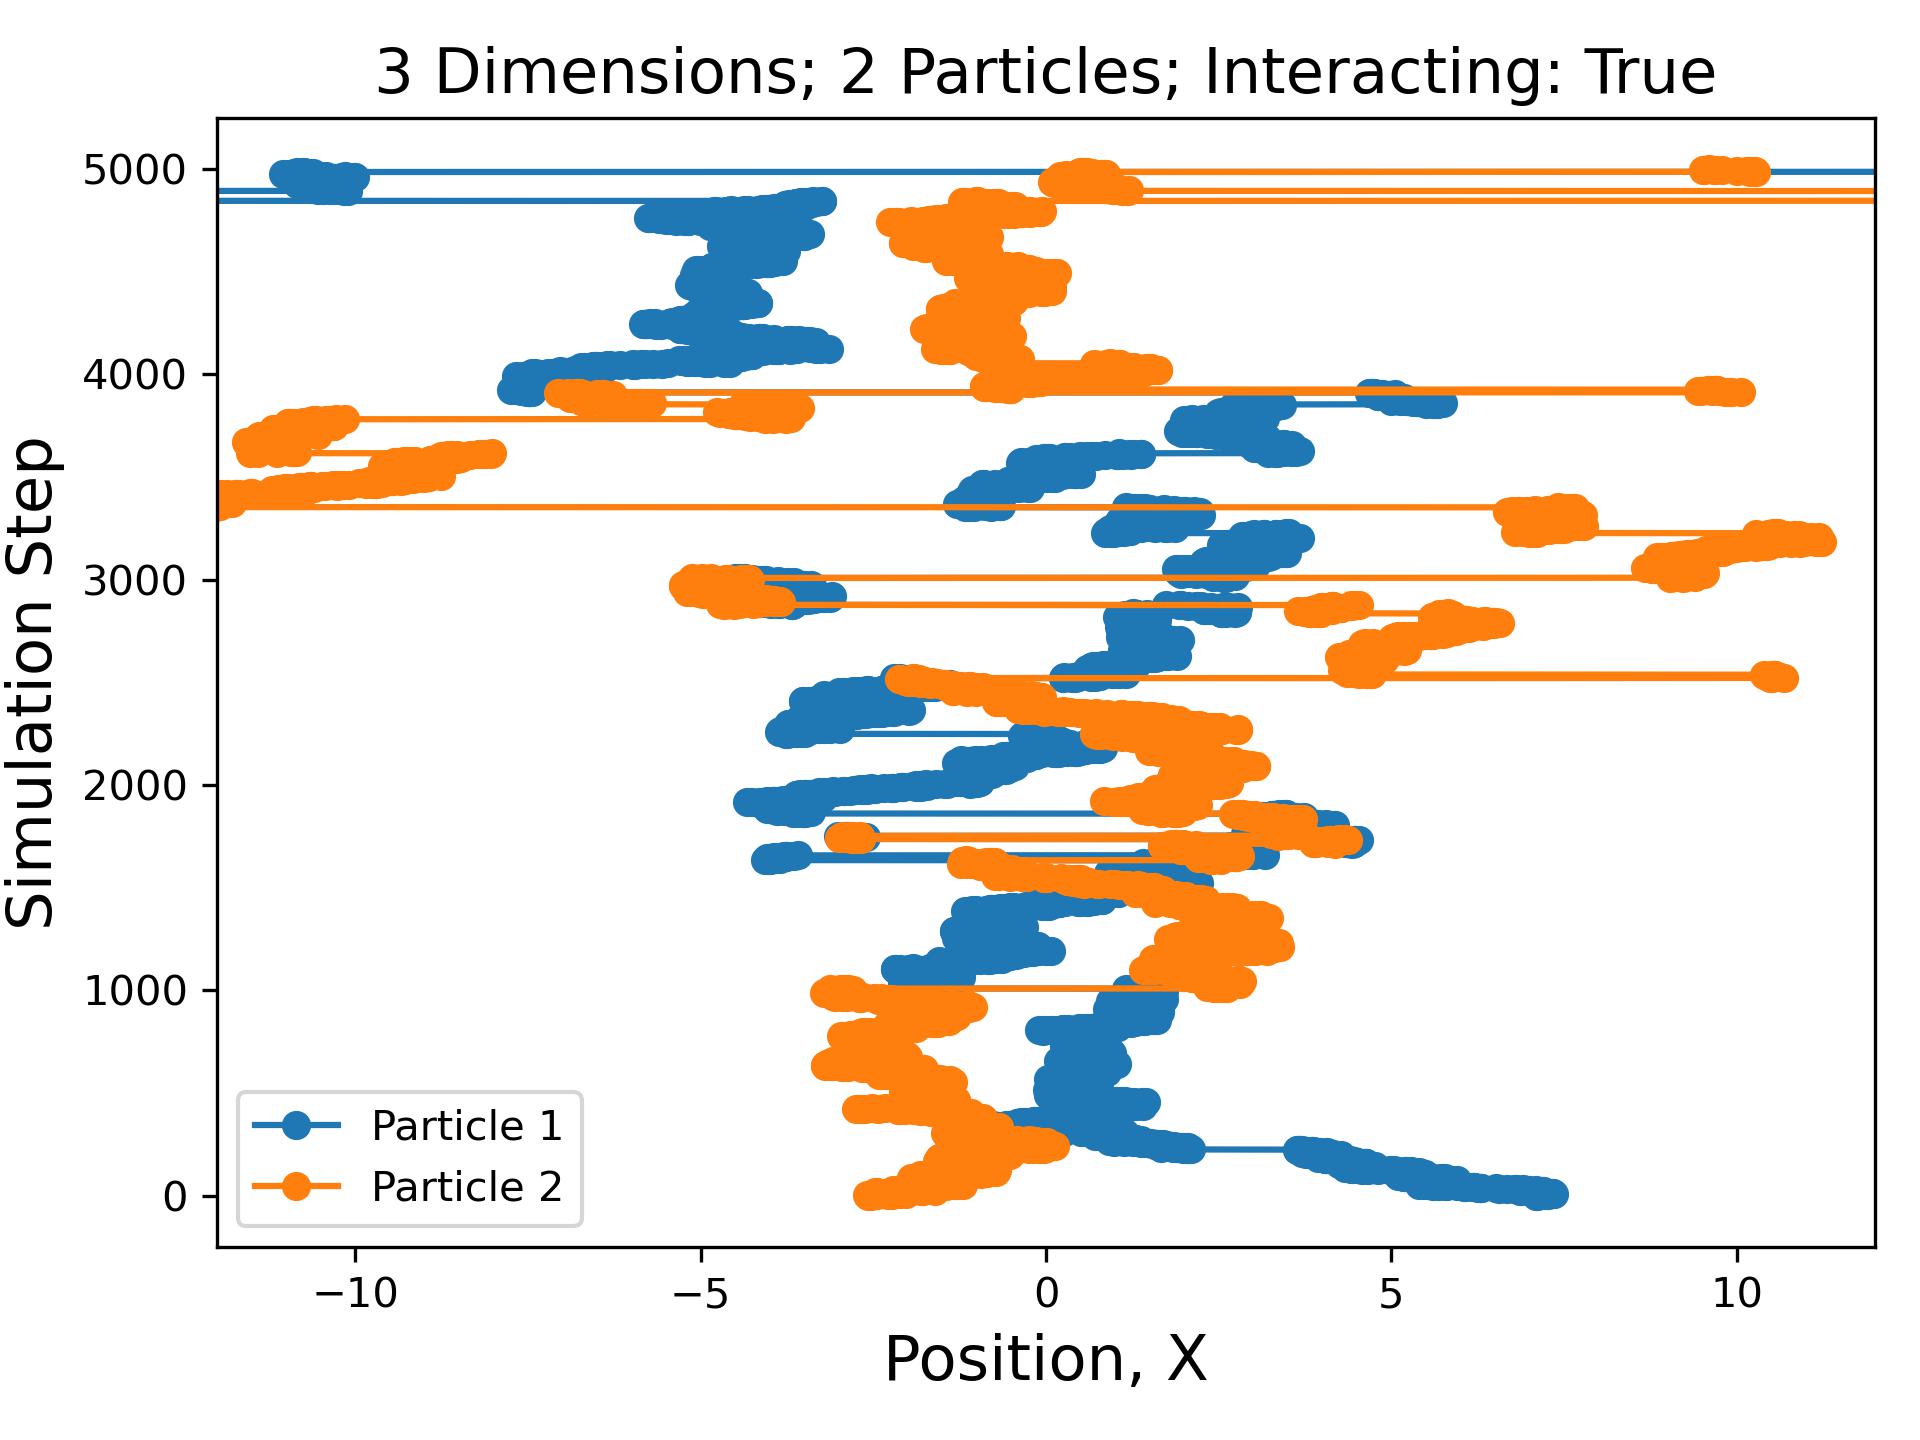 3 Dimensions; 2 Particles; Interacting: True
Simulation Step
5000
4000
3000
2000
1000
0
Particle 1
Particle 2
−10
−5
0
5
10
Position, X